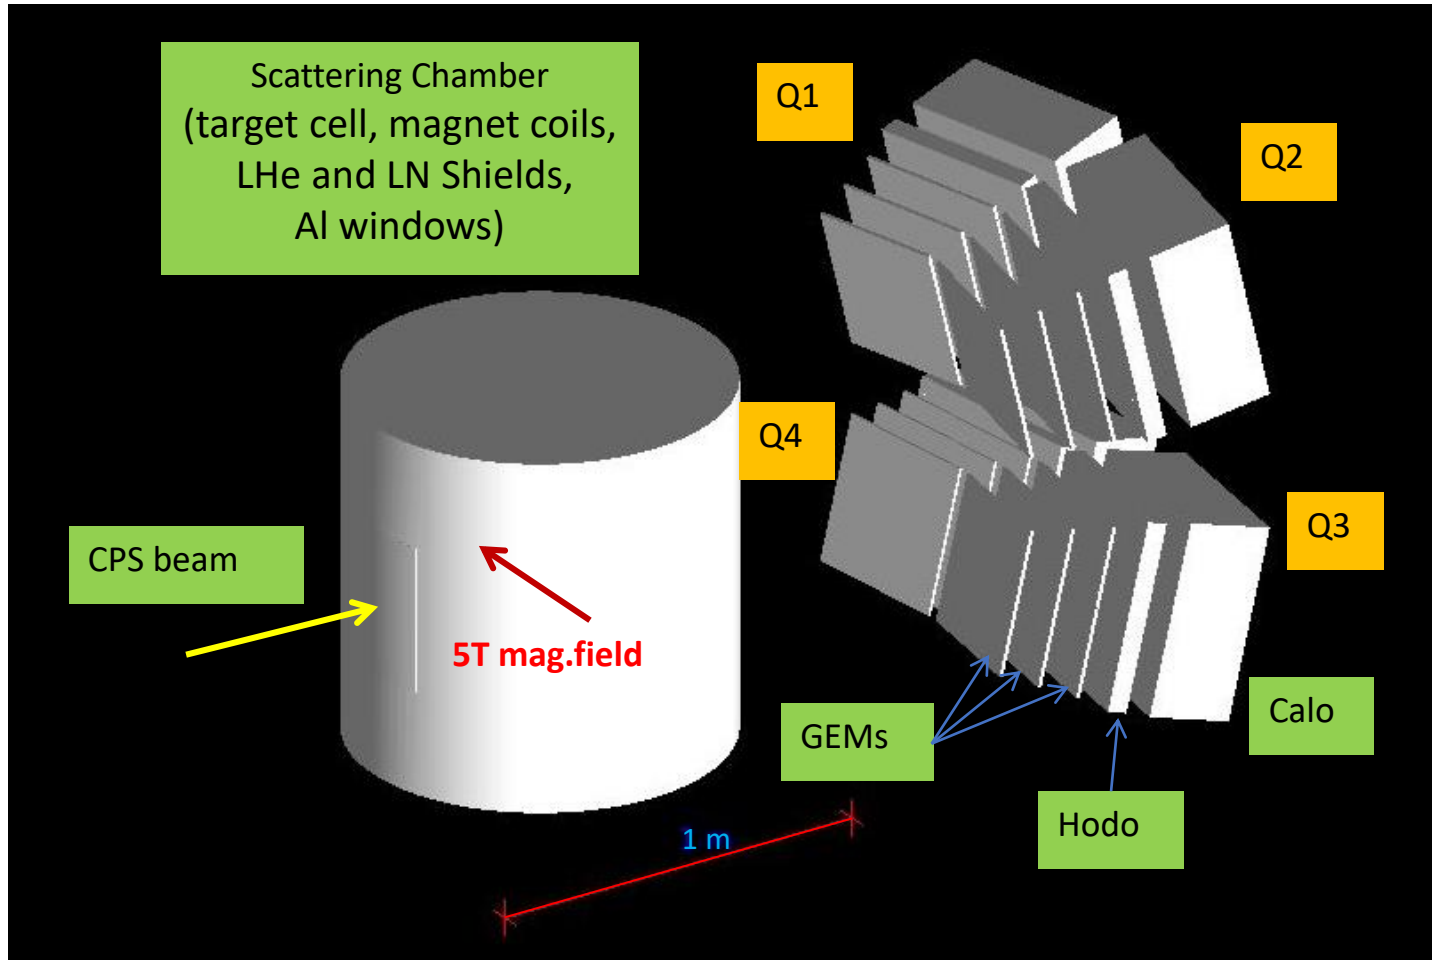 Scattering Chamber
(target cell, magnet coils,
LHe and LN Shields,
Al windows)
Q1
Q2
Q4
CPS beam
Q3
5T mag.field
GEMs
Calo
Hodo
1 m